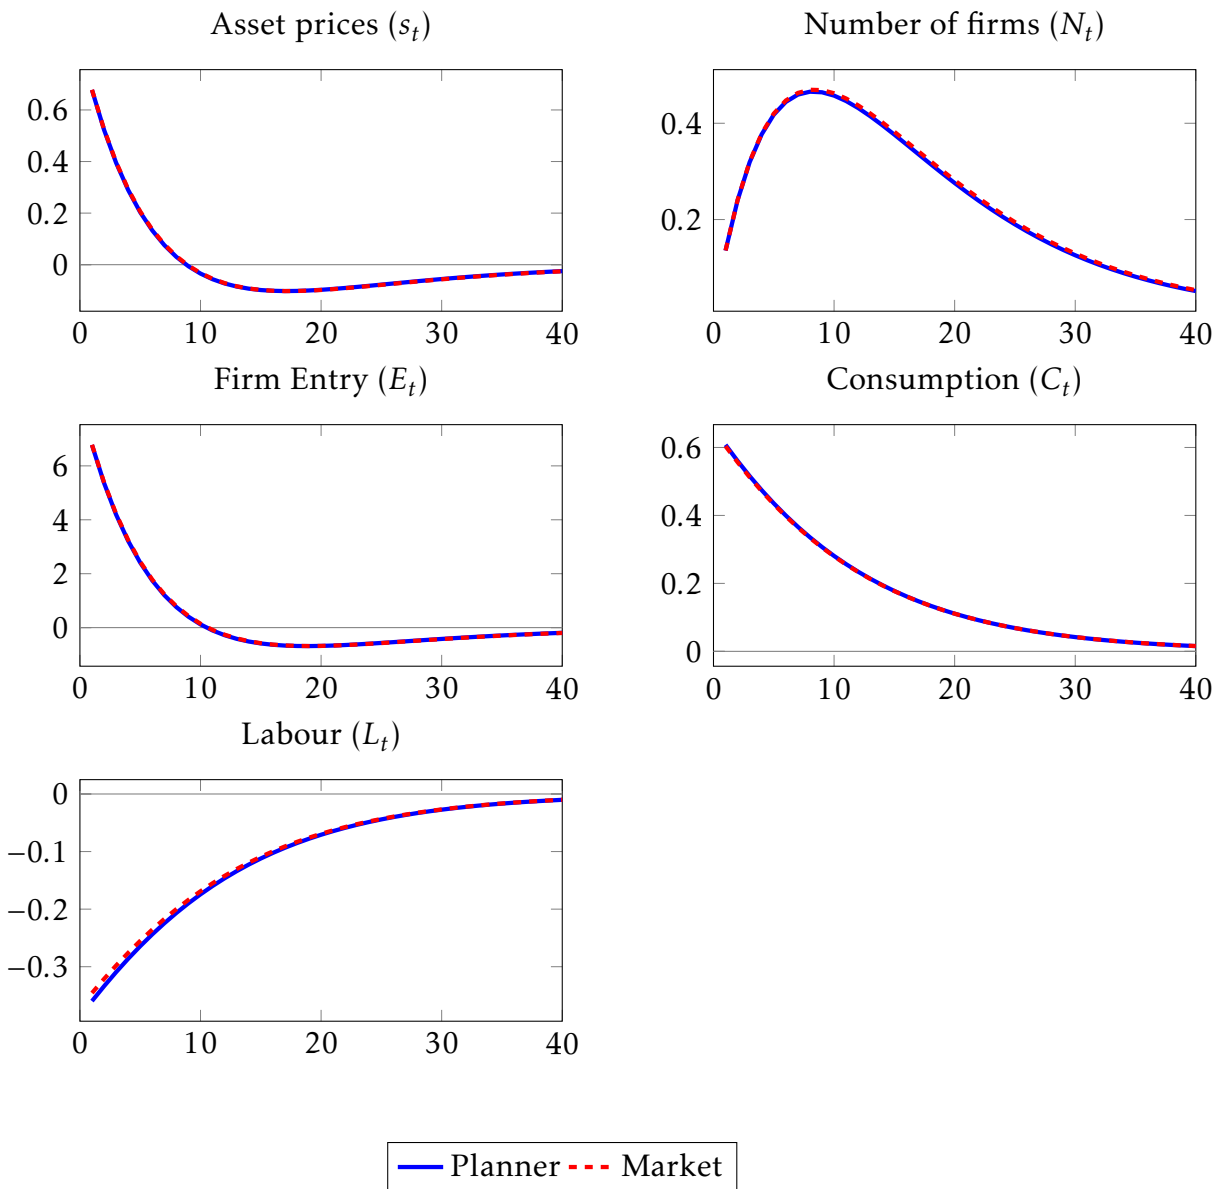 Asset prices (s_t)
0.6
0.4
0.2
0
0 10 20 30 40
Number of firms (N_t)
0.4
0.2
0 10 20 30 40
Firm Entry (E_t)
6
4
2
0
0 10 20 30 40
Consumption (C_t)
0.6
0.4
0.2
0
0 10 20 30 40
Labour (L_t)
0
−0.1
−0.2
−0.3
0 10 20 30 40
Planner Market